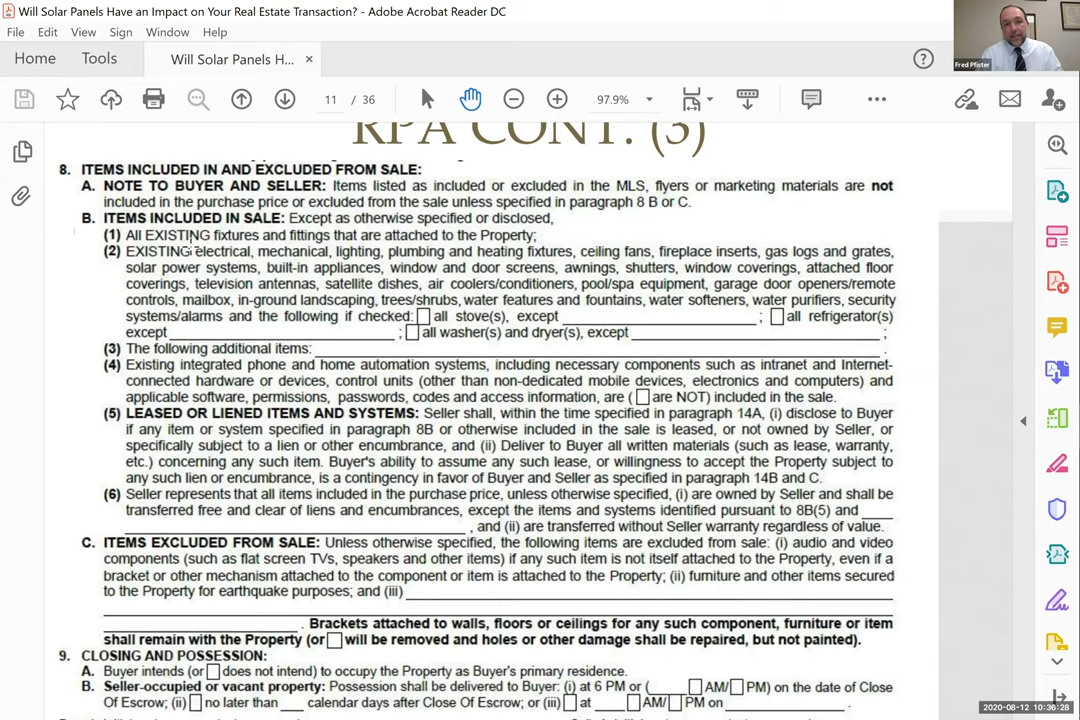 Will Solar Panels Have an Impact on Your Real Estate Transaction? - Adobe Acrobat Reader DC
File Edit View Sign Window Help
Home Tools Will Solar Panels H... ×
11 / 36 97.9%
Fred Pfister
RPA CONT. (3)
8. ITEMS INCLUDED IN AND EXCLUDED FROM SALE:
A. NOTE TO BUYER AND SELLER: Items listed as included or excluded in the MLS, flyers or marketing materials are not
included in the purchase price or excluded from the sale unless specified in paragraph 8 B or C.
B. ITEMS INCLUDED IN SALE: Except as otherwise specified or disclosed,
(1) All EXISTING fixtures and fittings that are attached to the Property;
(2) EXISTING electrical, mechanical, lighting, plumbing and heating fixtures, ceiling fans, fireplace inserts, gas logs and grates,
solar power systems, built-in appliances, window and door screens, awnings, shutters, window coverings, attached floor
coverings, television antennas, satellite dishes, air coolers/conditioners, pool/spa equipment, garage door openers/remote
controls, mailbox, in-ground landscaping, trees/shrubs, water features and fountains, water softeners, water purifiers, security
systems/alarms and the following if checked: all stove(s), except ; all refrigerator(s)
except ; all washer(s) and dryer(s), except ;
(3) The following additional items: .
(4) Existing integrated phone and home automation systems, including necessary components such as intranet and Internet-
connected hardware or devices, control units (other than non-dedicated mobile devices, electronics and computers) and
applicable software, permissions, passwords, codes and access information, are ( are NOT) included in the sale.
(5) LEASED OR LIENED ITEMS AND SYSTEMS: Seller shall, within the time specified in paragraph 14A, (i) disclose to Buyer
if any item or system specified in paragraph 8B or otherwise included in the sale is leased, or not owned by Seller, or
specifically subject to a lien or other encumbrance, and (ii) Deliver to Buyer all written materials (such as lease, warranty,
etc.) concerning any such item. Buyer's ability to assume any such lease, or willingness to accept the Property subject to
any such lien or encumbrance, is a contingency in favor of Buyer and Seller as specified in paragraph 14B and C.
(6) Seller represents that all items included in the purchase price, unless otherwise specified, (i) are owned by Seller and shall be
transferred free and clear of liens and encumbrances, except the items and systems identified pursuant to 8B(5) and ____
, and (ii) are transferred without Seller warranty regardless of value.
C. ITEMS EXCLUDED FROM SALE: Unless otherwise specified, the following items are excluded from sale: (i) audio and video
components (such as flat screen TVs, speakers and other items) if any such item is not itself attached to the Property, even if a
bracket or other mechanism attached to the component or item is attached to the Property; (ii) furniture and other items secured
to the Property for earthquake purposes; and (iii)
. Brackets attached to walls, floors or ceilings for any such component, furniture or item
shall remain with the Property (or will be removed and holes or other damage shall be repaired, but not painted).
9. CLOSING AND POSSESSION:
A. Buyer intends (or does not intend) to occupy the Property as Buyer's primary residence.
B. Seller-occupied or vacant property: Possession shall be delivered to Buyer: (i) at 6 PM or ( AM/ PM) on the date of Close
Of Escrow; (ii) no later than ____ calendar days after Close Of Escrow; or (iii) at AM/ PM on .
2020-08-12 10:36:28